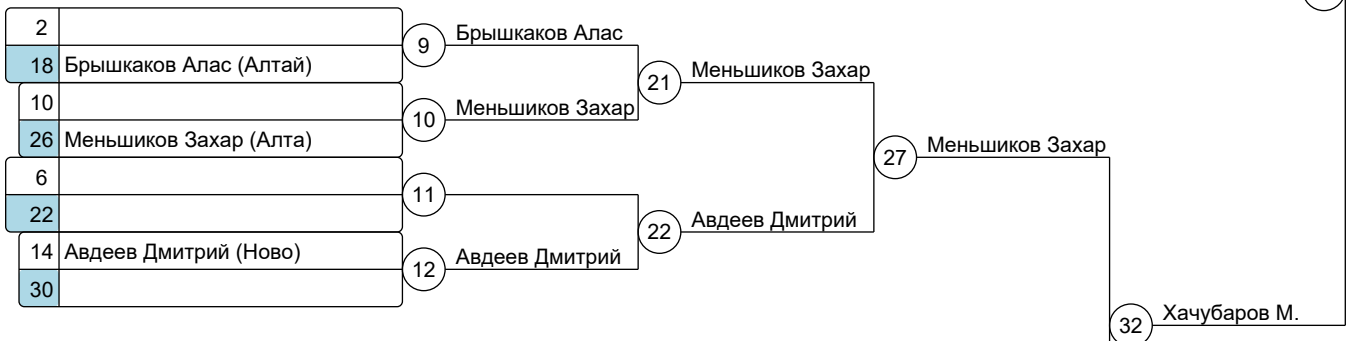 2
9 Брышкаков Алас
18 Брышкаков Алас (Алтай)
21 Меньшиков Захар
10
10 Меньшиков Захар
26 Меньшиков Захар (Алта)
27 Меньшиков Захар
6
11
22
22 Авдеев Дмитрий
14 Авдеев Дмитрий (Ново)
12 Авдеев Дмитрий
30
32 Хачубаров М.